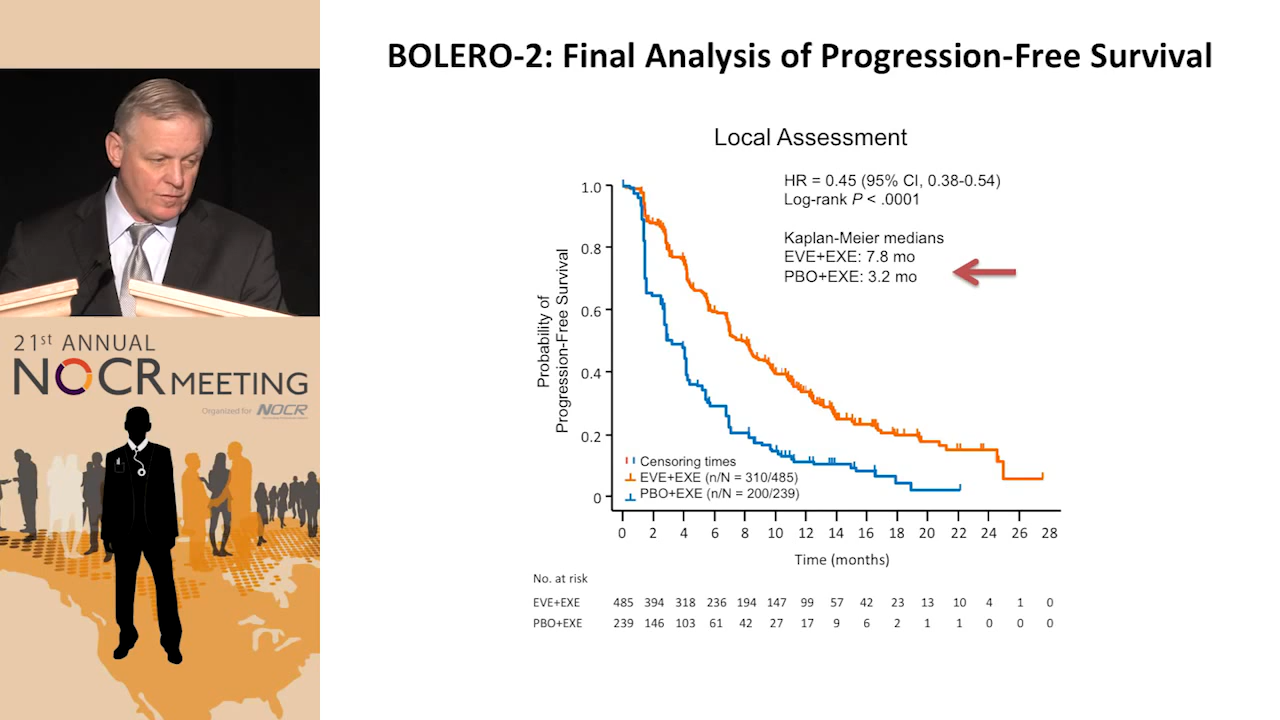 BOLERO-2: Final Analysis of Progression-Free Survival
Local Assessment
HR = 0.45 (95% CI, 0.38-0.54)
Log-rank P < .0001
Kaplan-Meier medians
EVE+EXE: 7.8 mo
PBO+EXE: 3.2 mo
Probability of
Progression-Free Survival
1.0
0.8
0.6
0.4
0.2
0
Censoring times
EVE+EXE (n/N = 310/485)
PBO+EXE (n/N = 200/239)
0 2 4 6 8 10 12 14 16 18 20 22 24 26 28
Time (months)
No. at risk
EVE+EXE 485 394 318 236 194 147 99 57 42 23 13 10 4 1 0
PBO+EXE 239 146 103 61 42 27 17 9 6 2 1 1 0 0 0
21st ANNUAL
NOCR MEETING
Organized for NOCR